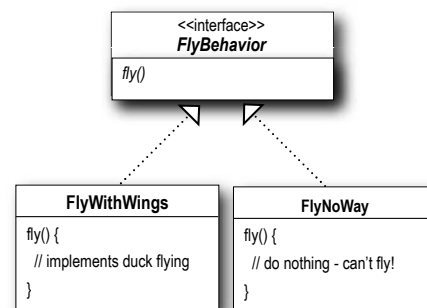 <<interface>>
FlyBehavior
fly()
FlyWithWings
fly() {
// implements duck flying
}
FlyNoWay
fly() {
// do nothing - can't fly!
}